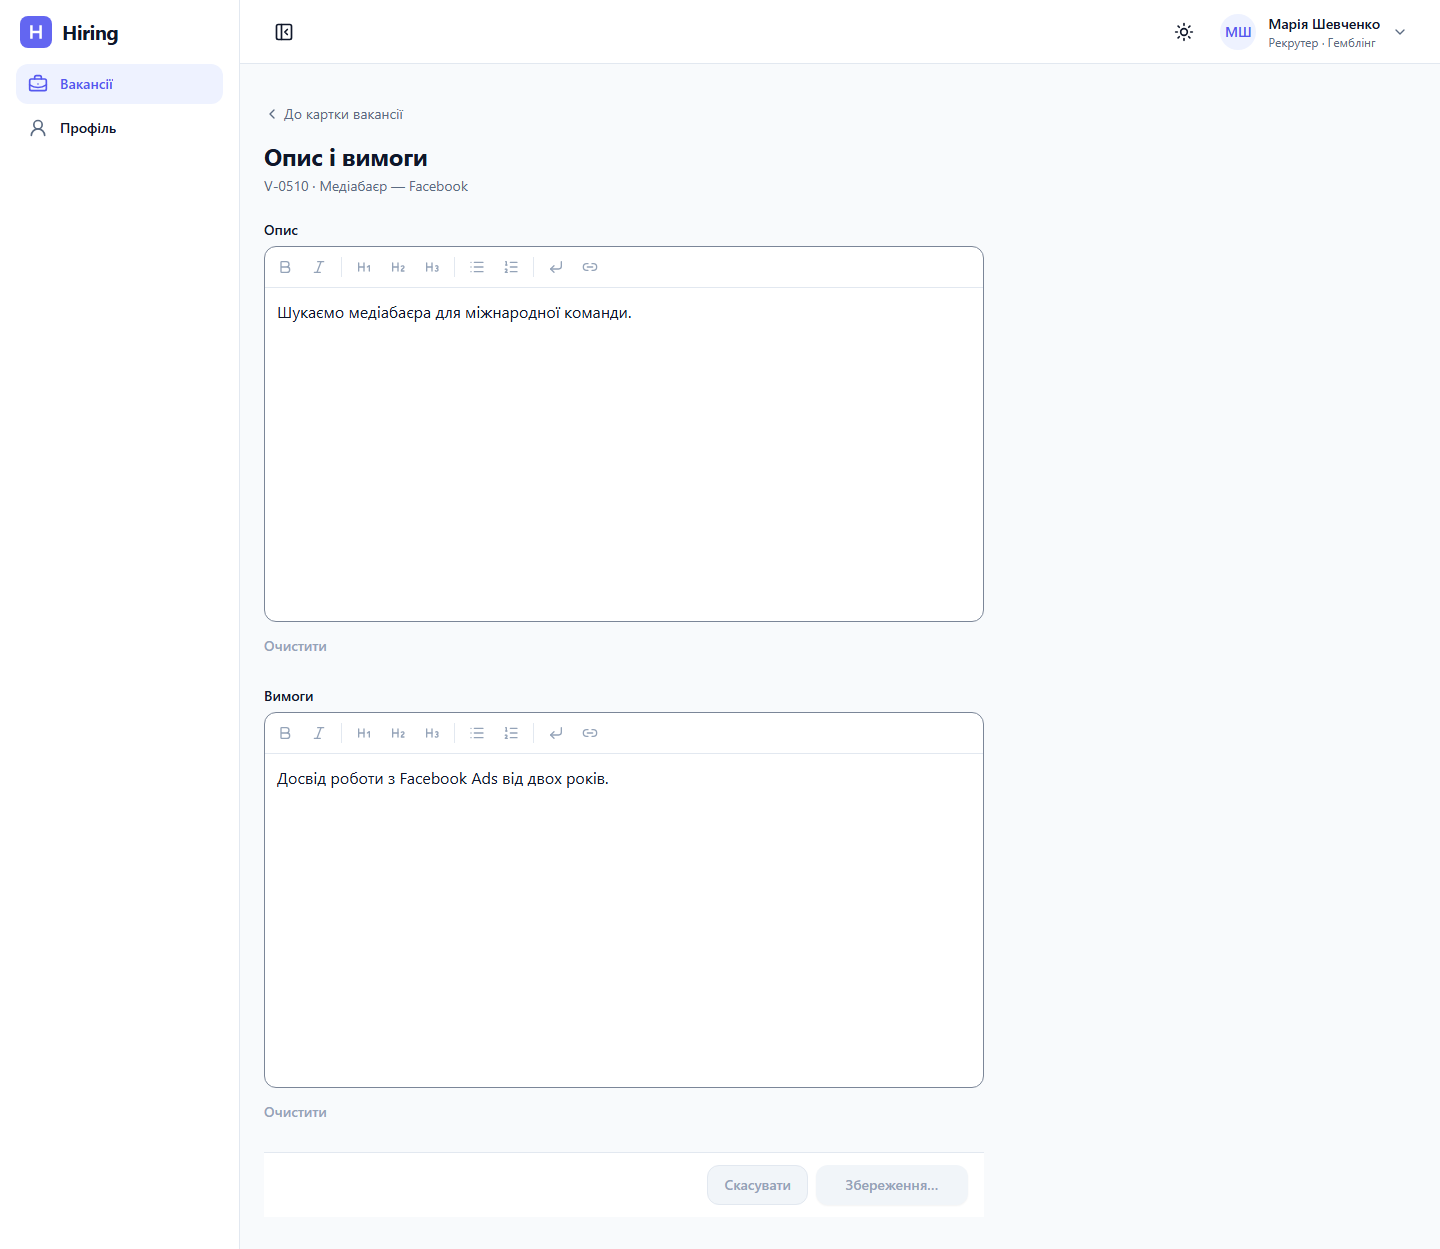 H Hiring
Вакансії
Профіль
МШ
Марія Шевченко
Рекрутер · Гемблінг
До картки вакансії
Опис і вимоги
V-0510 · Медіабаєр — Facebook
Опис
B I H1 H2 H3
Шукаємо медіабаєра для міжнародної команди.
Очистити
Вимоги
B I H1 H2 H3
Досвід роботи з Facebook Ads від двох років.
Очистити
Скасувати
Збереження...